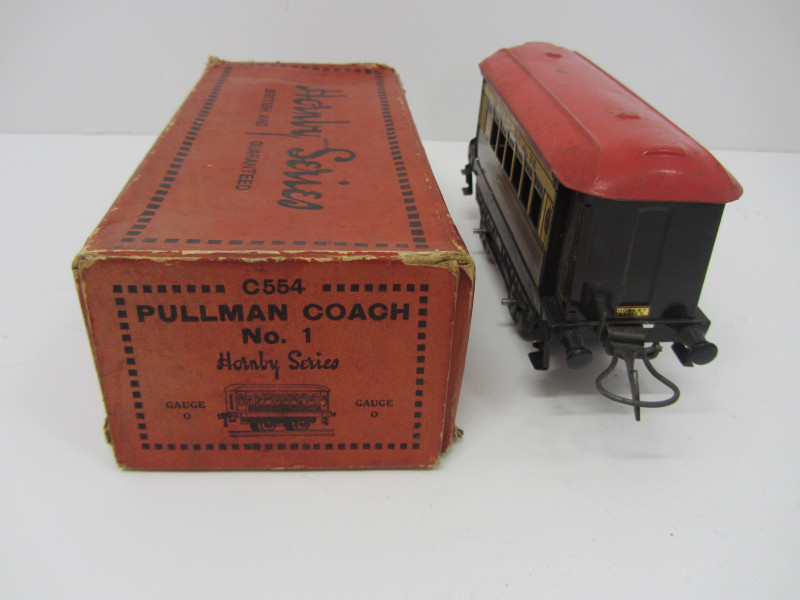 Hornby Series
BRITISH AND GUARANTEED
C554
PULLMAN COACH
No. 1
Hornby Series
GAUGE
0
GAUGE
0